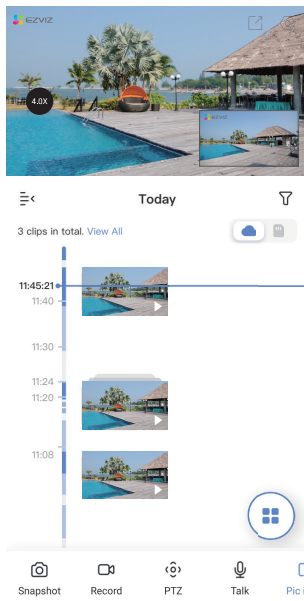 EZVIZ
4.0X
EZVIZ
Today
3 clips in total. View All
11:45:21
11:40
11:30
11:24
11:20
11:08
Snapshot
Record
PTZ
Talk
Pic i